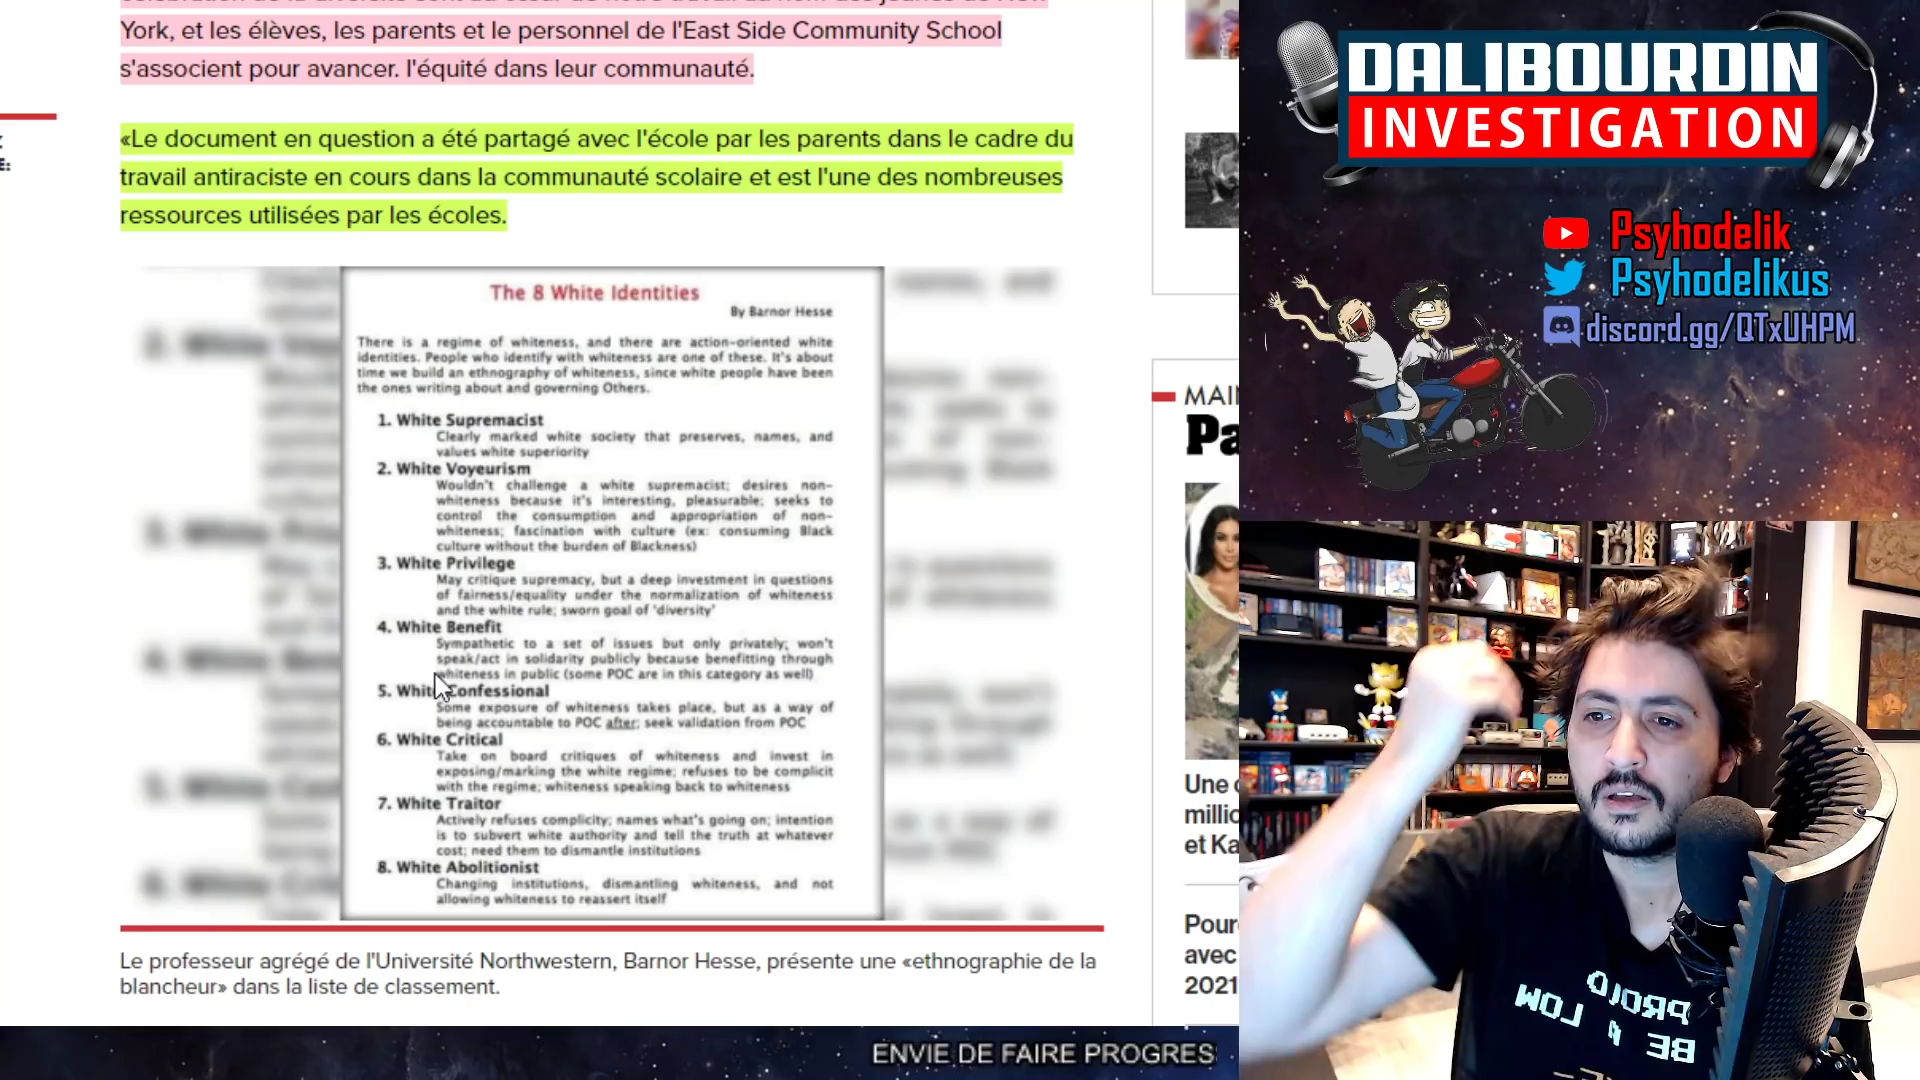 York, et les élèves, les parents et le personnel de l'East Side Community School
s'associent pour avancer. l'équité dans leur communauté.
«Le document en question a été partagé avec l'école par les parents dans le cadre du
travail antiraciste en cours dans la communauté scolaire et est l'une des nombreuses
ressources utilisées par les écoles.
The 8 White Identities
By Barnor Hesse
There is a regime of whiteness, and there are action-oriented white
identities. People who identify with whiteness are one of these. It's about
time we build an ethnography of whiteness, since white people have been
the ones writing about and governing Others.
1. White Supremacist
Clearly marked white society that preserves, names, and
values white superiority
2. White Voyeurism
Wouldn't challenge a white supremacist; desires non-
whiteness because it's interesting, pleasurable; seeks to
control the consumption and appropriation of non-
whiteness; fascination with culture (ex: consuming Black
culture without the burden of Blackness)
3. White Privilege
May critique supremacy, but a deep investment in questions
of fairness/equality under the normalization of whiteness
and the white rule; sworn goal of 'diversity'
4. White Benefit
Sympathetic to a set of issues but only privately; won't
speak/act in solidarity publicly because benefitting through
whiteness in public (some POC are in this category as well)
5. White Confessional
Some exposure of whiteness takes place, but as a way of
being accountable to POC after; seek validation from POC
6. White Critical
Take on board critiques of whiteness and invest in
exposing/marking the white regime; refuses to be complicit
with the regime; whiteness speaking back to whiteness
7. White Traitor
Actively refuses complicity; names what's going on; intention
is to subvert white authority and tell the truth at whatever
cost; need them to dismantle institutions
8. White Abolitionist
Changing institutions, dismantling whiteness, and not
allowing whiteness to reassert itself
Le professeur agrégé de l'Université Northwestern, Barnor Hesse, présente une «ethnographie de la
blancheur» dans la liste de classement.
MAI
Pa
Une
millio
et Ka
Pour
avec
2021
DALIBOURDIN
INVESTIGATION
Psyhodelik
Psyhodelikus
discord.gg/QTxUHPM
PROUD
BE A LOW
ENVIE DE FAIRE PROGRES